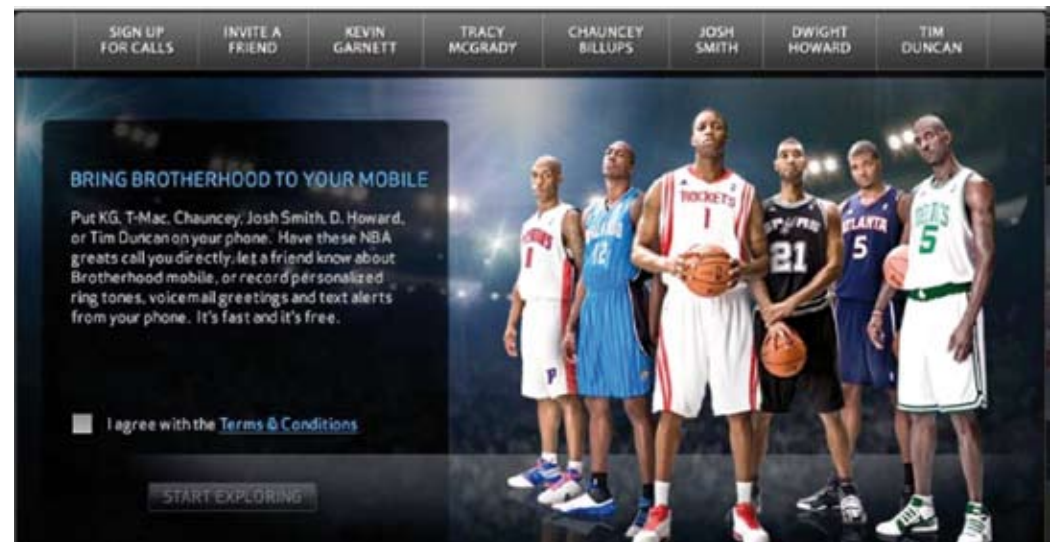 SIGN UP
FOR CALLS
INVITE A
FRIEND
KEVIN
GARNETT
TRACY
MCGRADY
CHAUNCEY
BILLUPS
JOSH
SMITH
DWIGHT
HOWARD
TIM
DUNCAN
BRING BROTHERHOOD TO YOUR MOBILE
Put KG, T-Mac, Chauncey, Josh Smith, D. Howard,
or Tim Duncan on your phone. Have these NBA
greats call you directly, let a friend know about
Brotherhood mobile, or record personalized
ring tones, voicemail greetings and text alerts
from your phone. It's fast and it's free.
I agree with the Terms & Conditions
START EXPLORING
1
12
ROCKETS
1
SPURS
21
ATLANTA
5
5